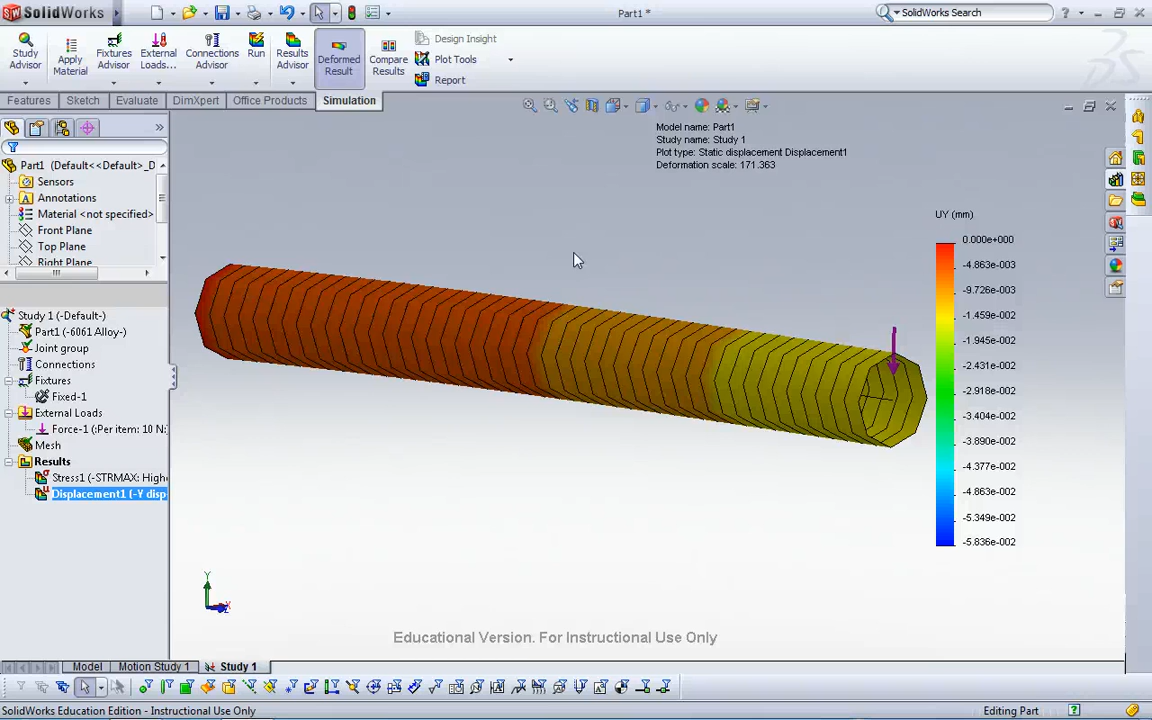 SolidWorks
Part1 *
SolidWorks Search
Study Advisor
Apply Material
Fixtures Advisor
External Loads...
Connections Advisor
Run
Results Advisor
Deformed Result
Compare Results
Design Insight
Plot Tools
Report
Features
Sketch
Evaluate
DimXpert
Office Products
Simulation
Part1 (Default<<Default>_D
Sensors
Annotations
Material <not specified>
Front Plane
Top Plane
Right Plane
Study 1 (-Default-)
Part1 (-6061 Alloy-)
Joint group
Connections
Fixtures
Fixed-1
External Loads
Force-1 (:Per item: 10 N:
Mesh
Results
Stress1 (-STRMAX: Highe
Displacement1 (-Y disp
Model name: Part1
Study name: Study 1
Plot type: Static displacement Displacement1
Deformation scale: 171.363
UY (mm)
0.000e+000
-4.863e-003
-9.726e-003
-1.459e-002
-1.945e-002
-2.431e-002
-2.918e-002
-3.404e-002
-3.890e-002
-4.377e-002
-4.863e-002
-5.349e-002
-5.836e-002
Y
X
Educational Version. For Instructional Use Only
Model
Motion Study 1
Study 1
SolidWorks Education Edition - Instructional Use Only
Editing Part